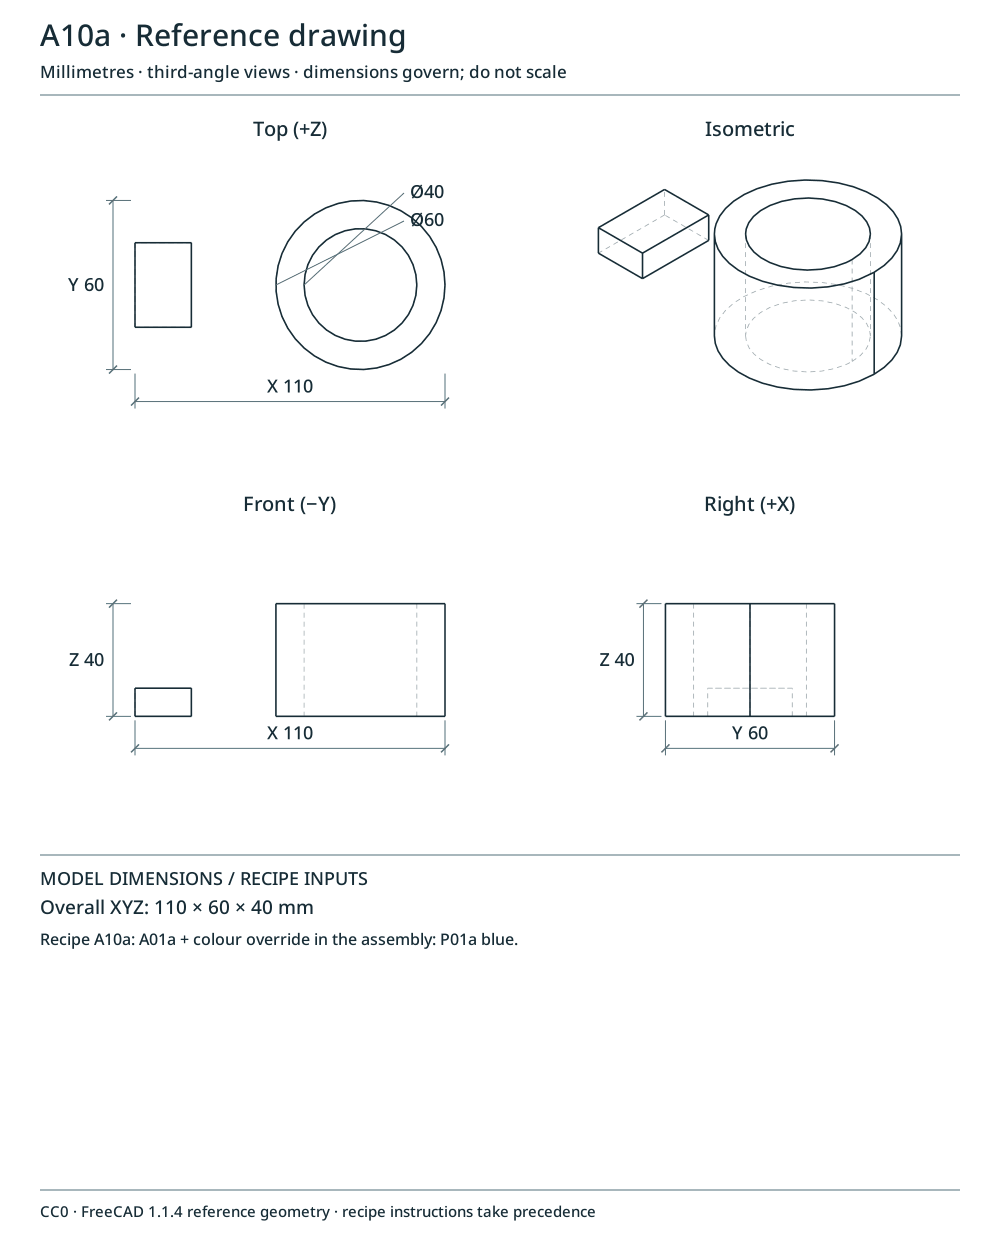 A10a · Reference drawing
Millimetres · third-angle views · dimensions govern; do not scale
Top (+Z)
Isometric
Ø40
Ø60
Y 60
X 110
Front (−Y)
Right (+X)
Z 40
X 110
Z 40
Y 60
MODEL DIMENSIONS / RECIPE INPUTS
Overall XYZ: 110 × 60 × 40 mm
Recipe A10a: A01a + colour override in the assembly: P01a blue.
CC0 · FreeCAD 1.1.4 reference geometry · recipe instructions take precedence